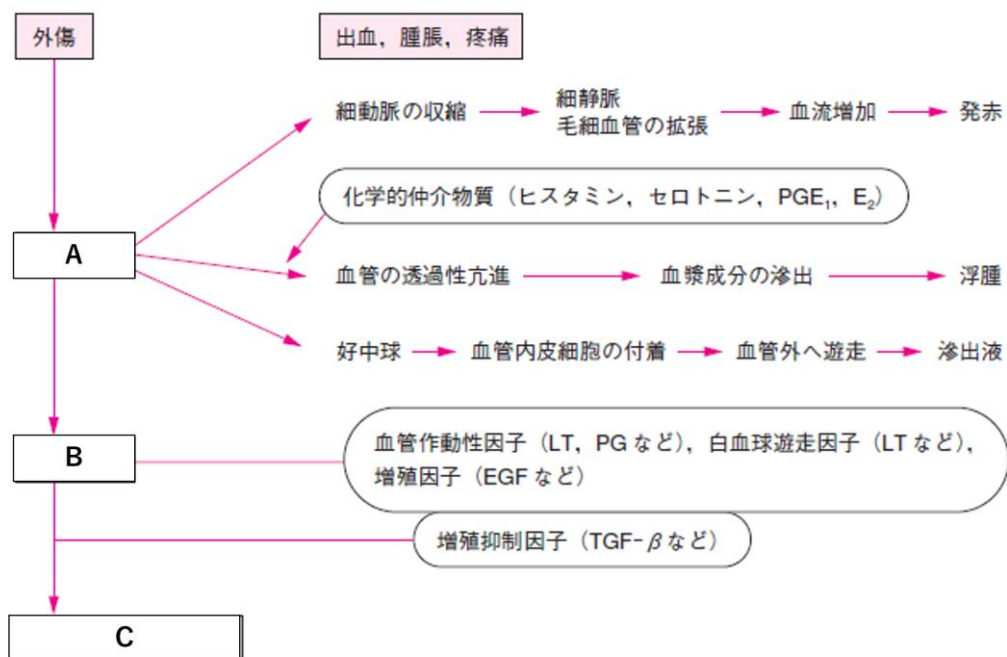 外傷
出血，腫脹，疼痛
細動脈の収縮
細静脈
毛細血管の拡張
血流増加
発赤
化学的仲介物質（ヒスタミン，セロトニン，PGE₁，E₂）
A
血管の透過性亢進
血漿成分の滲出
浮腫
好中球
血管内皮細胞の付着
血管外へ遊走
滲出液
B
血管作動性因子（LT，PG など），白血球遊走因子（LT など），
増殖因子（EGF など）
増殖抑制因子（TGF-βなど）
C